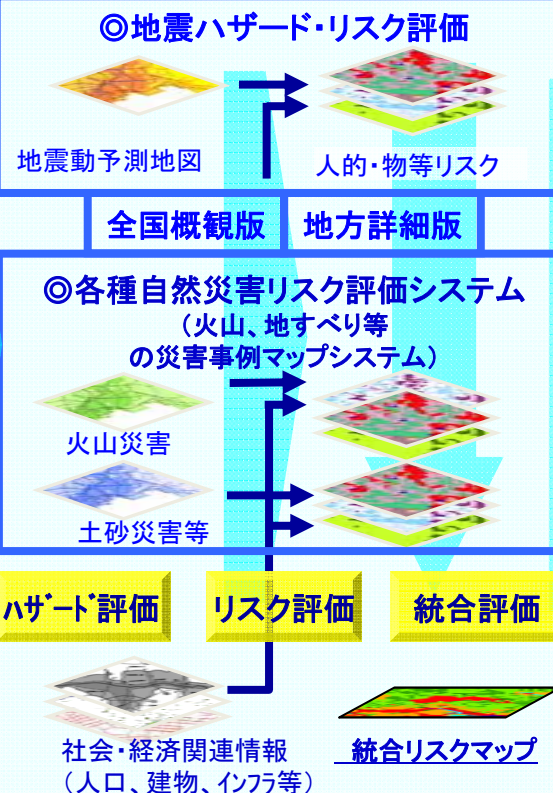 ◎地震ハザード・リスク評価
地震動予測地図
人的・物等リスク
全国概観版
地方詳細版
◎各種自然災害リスク評価システム
（火山、地すべり等
の災害事例マップシステム）
火山災害
土砂災害等
ﾊｻﾞｰﾄﾞ評価
リスク評価
統合評価
社会・経済関連情報
（人口、建物、ｲﾝﾌﾗ等）
統合リスクマップ